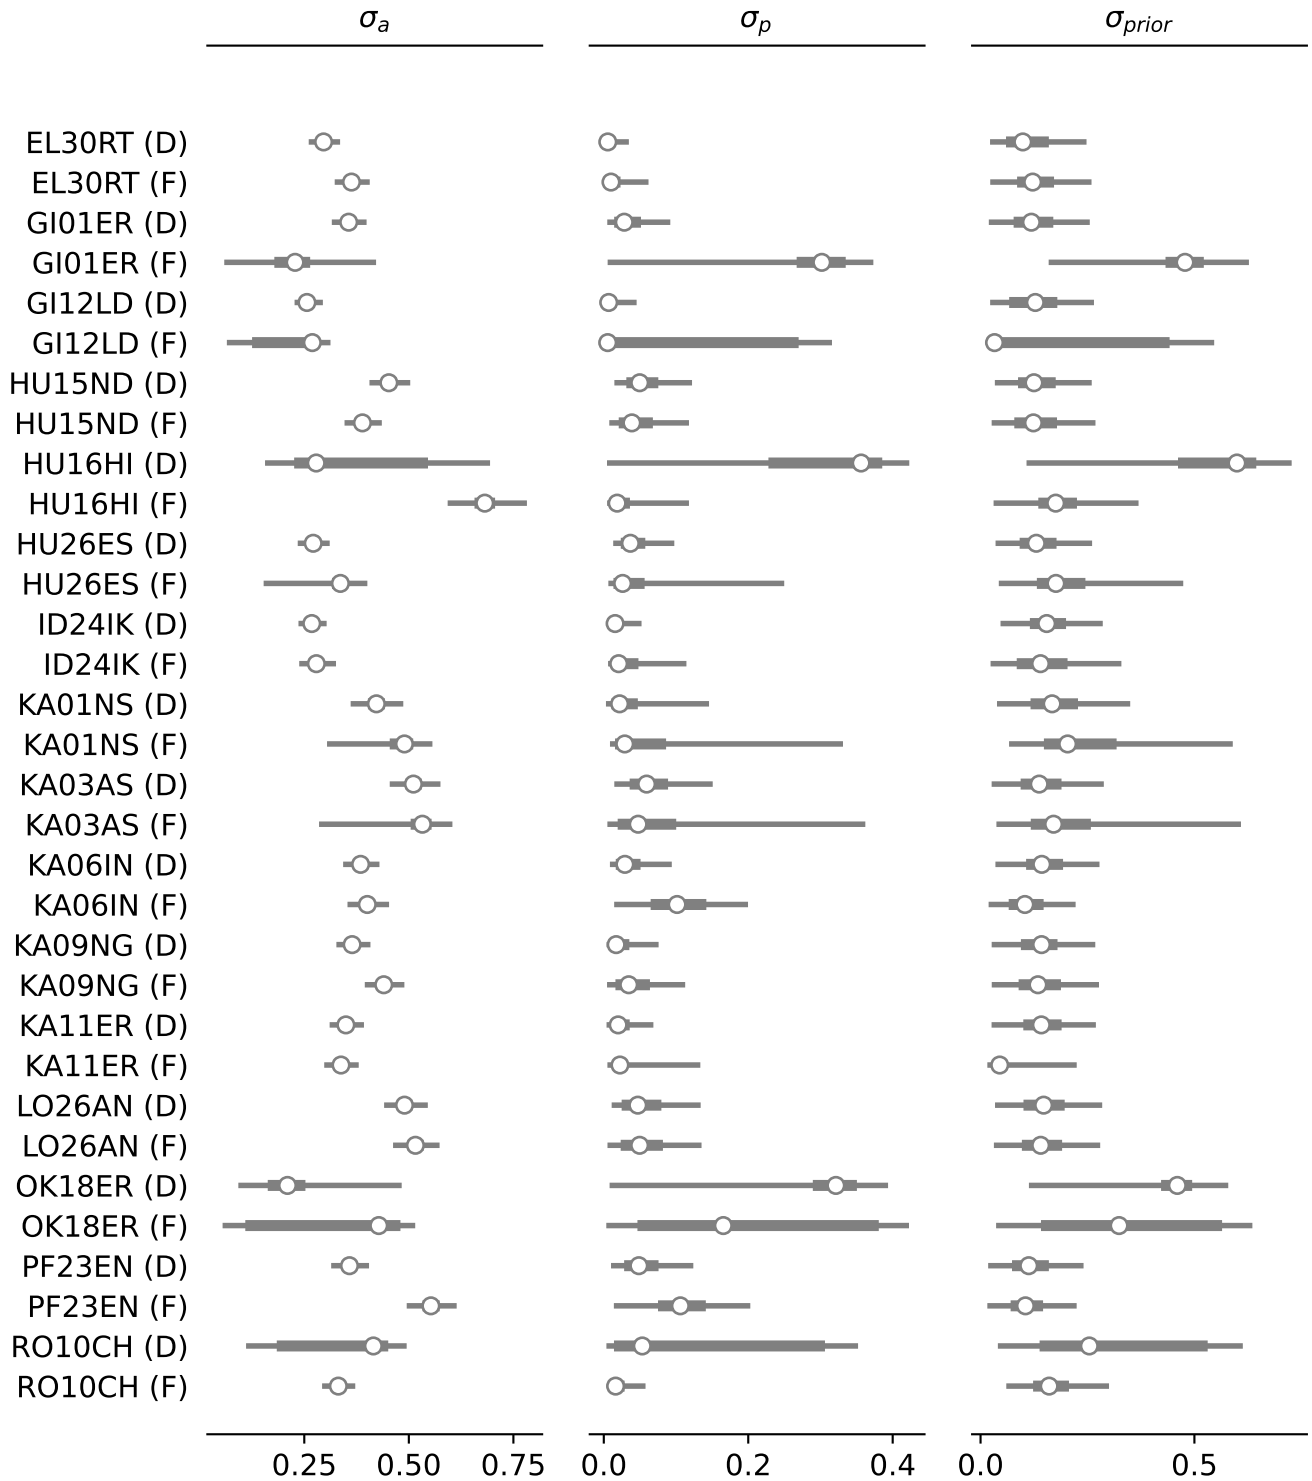 σa σp σprior
EL30RT (D)
EL30RT (F)
GI01ER (D)
GI01ER (F)
GI12LD (D)
GI12LD (F)
HU15ND (D)
HU15ND (F)
HU16HI (D)
HU16HI (F)
HU26ES (D)
HU26ES (F)
ID24IK (D)
ID24IK (F)
KA01NS (D)
KA01NS (F)
KA03AS (D)
KA03AS (F)
KA06IN (D)
KA06IN (F)
KA09NG (D)
KA09NG (F)
KA11ER (D)
KA11ER (F)
LO26AN (D)
LO26AN (F)
OK18ER (D)
OK18ER (F)
PF23EN (D)
PF23EN (F)
RO10CH (D)
RO10CH (F)
0.25 0.50 0.75 0.0 0.2 0.4 0.0 0.5